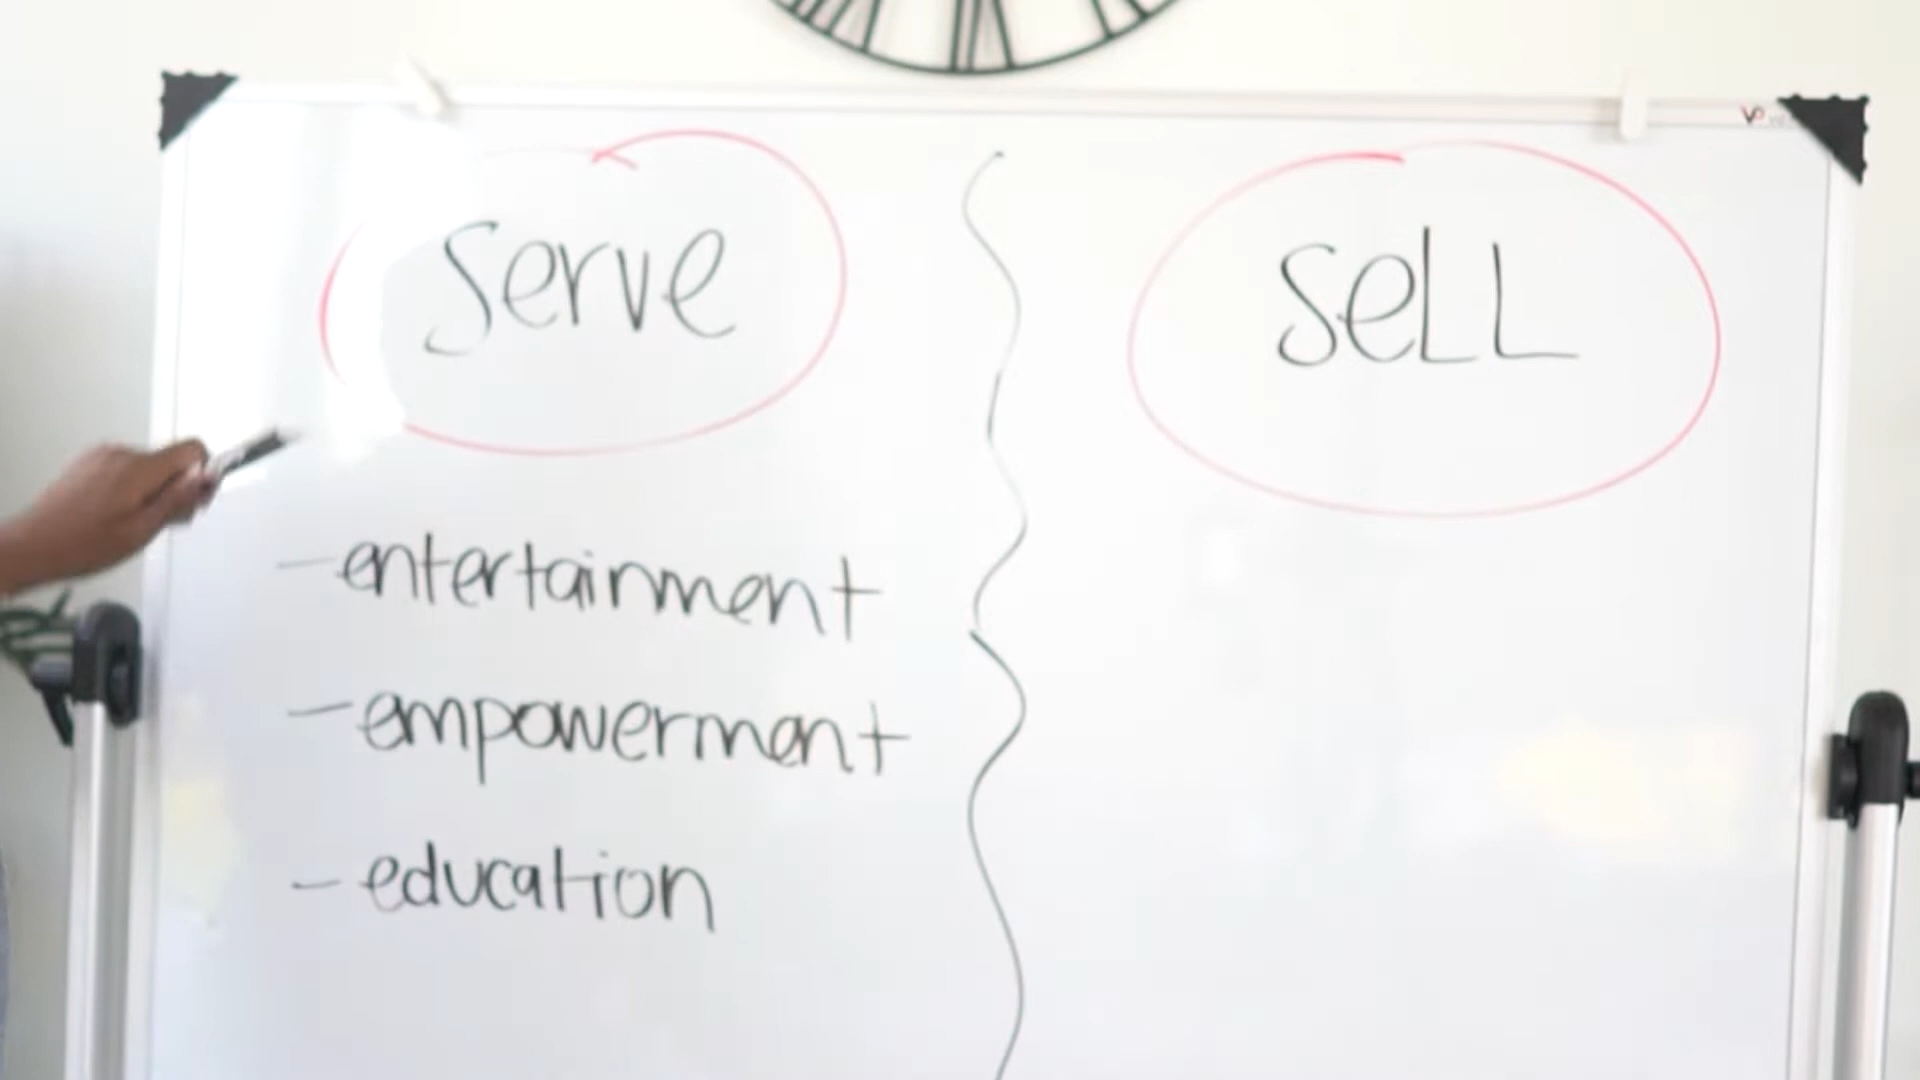 serve
seLL
- entertainment
- empowerment
- education